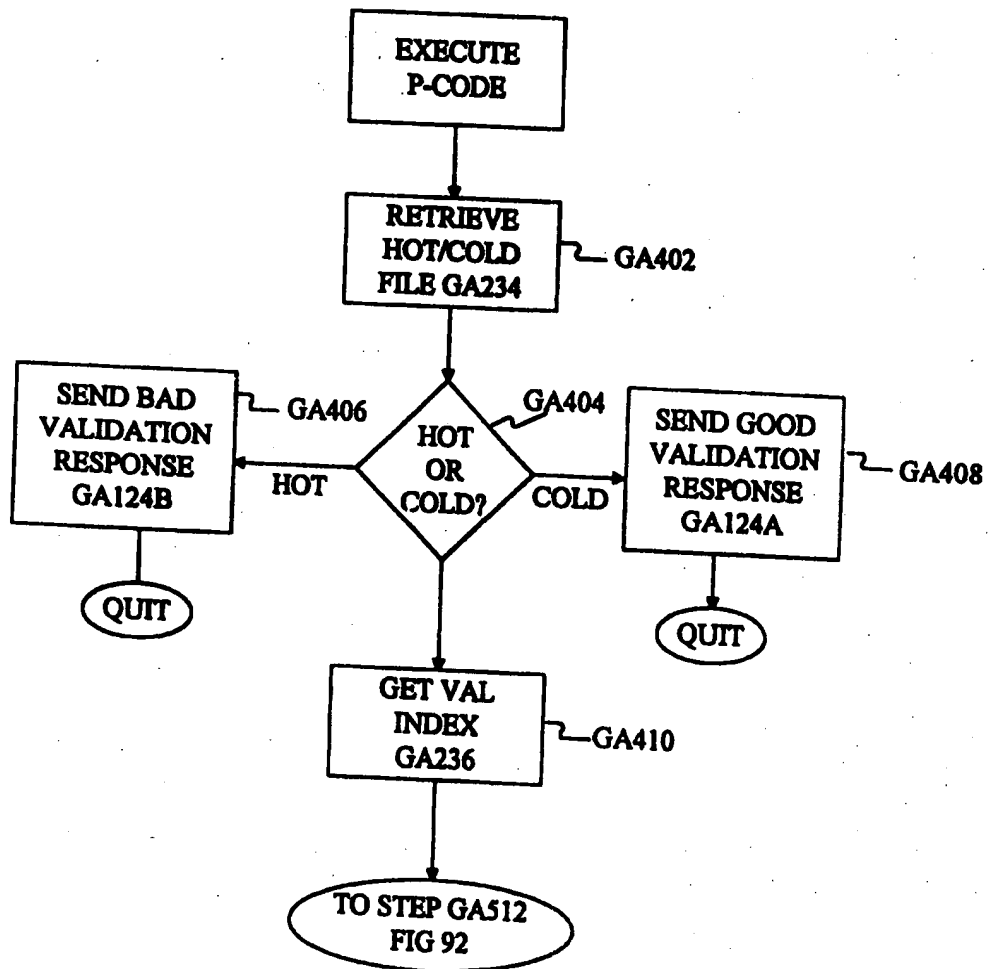 EXECUTE
P-CODE
RETRIEVE
HOT/COLD
FILE GA234
GA402
SEND BAD
VALIDATION
RESPONSE
GA124B
GA406
HOT
OR
COLD?
GA404
SEND GOOD
VALIDATION
RESPONSE
GA124A
GA408
HOT
COLD
QUIT
QUIT
GET VAL
INDEX
GA236
GA410
TO STEP GA512
FIG 92